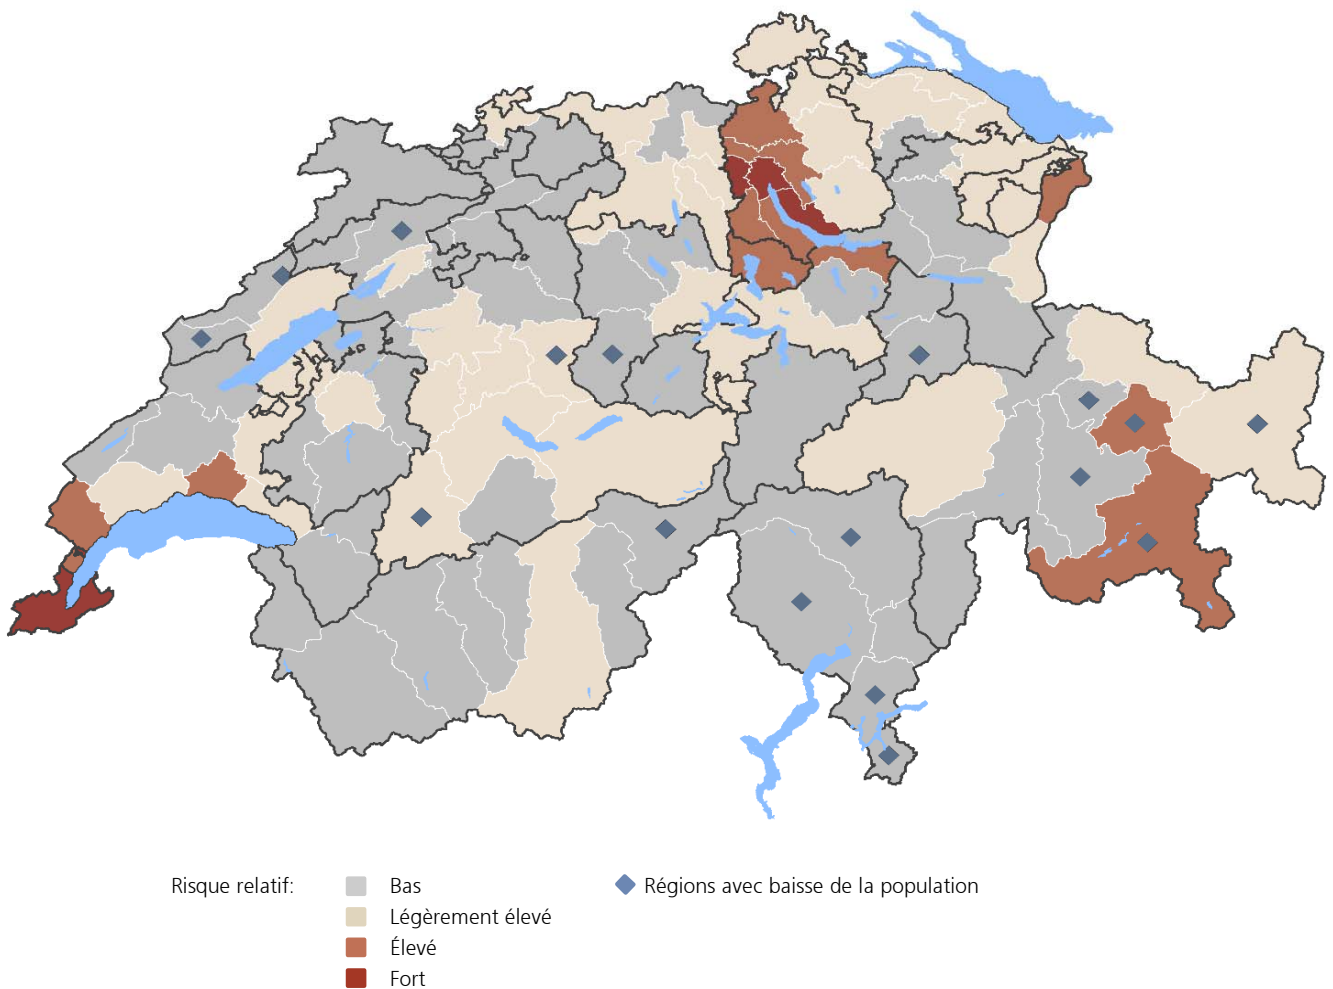 Risque relatif:
Bas
Légèrement élevé
Élevé
Fort
Régions avec baisse de la population